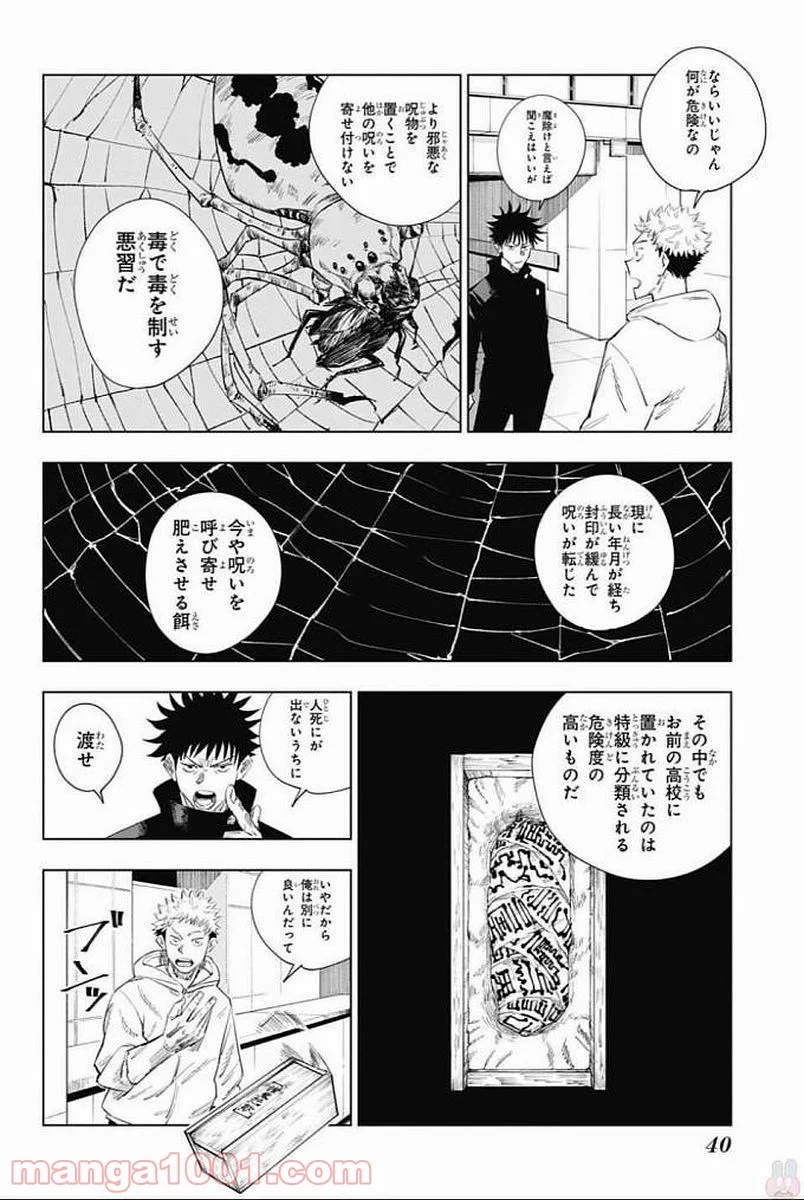 ならいいじゃん
何が危険なの
魔除けと言えば
聞こえはいいが
より邪悪な
呪物を
置くことで
他の呪いを
寄せ付けない
毒で毒を制す
悪習だ
現に
長い年月が経ち
封印が緩んで
呪いが転じた
今や呪いを
呼び寄せ
肥えさせる餌
その中でも
お前の高校に
置かれていたのは
特級に分類される
危険度の
高いものだ
人死にが
出ないうちに
渡せ
いやだから
俺は別に
良いんだって
40
manga1001.com